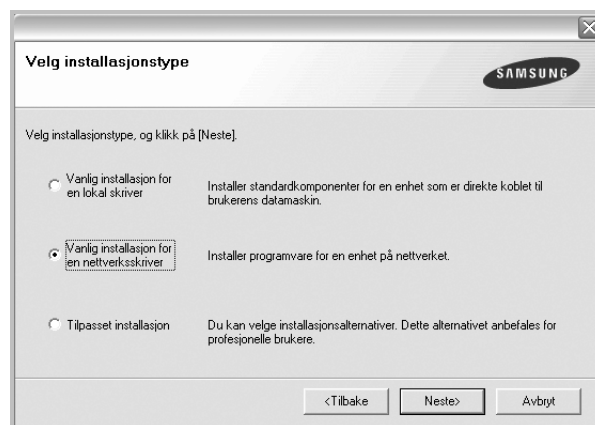 Velg installasjonstype
SAMSUNG
Velg installasjonstype, og klikk på [Neste].
Vanlig installasjon for
en lokal skriver
Installer standardkomponenter for en enhet som er direkte koblet til
brukerens datamaskin.
Vanlig installasjon for
en nettverksskriver
Installer programvare for en enhet på nettverket.
Tilpasset installasjon
Du kan velge installasjonsalternativer. Dette alternativet anbefales for
profesjonelle brukere.
<Tilbake
Neste>
Avbryt